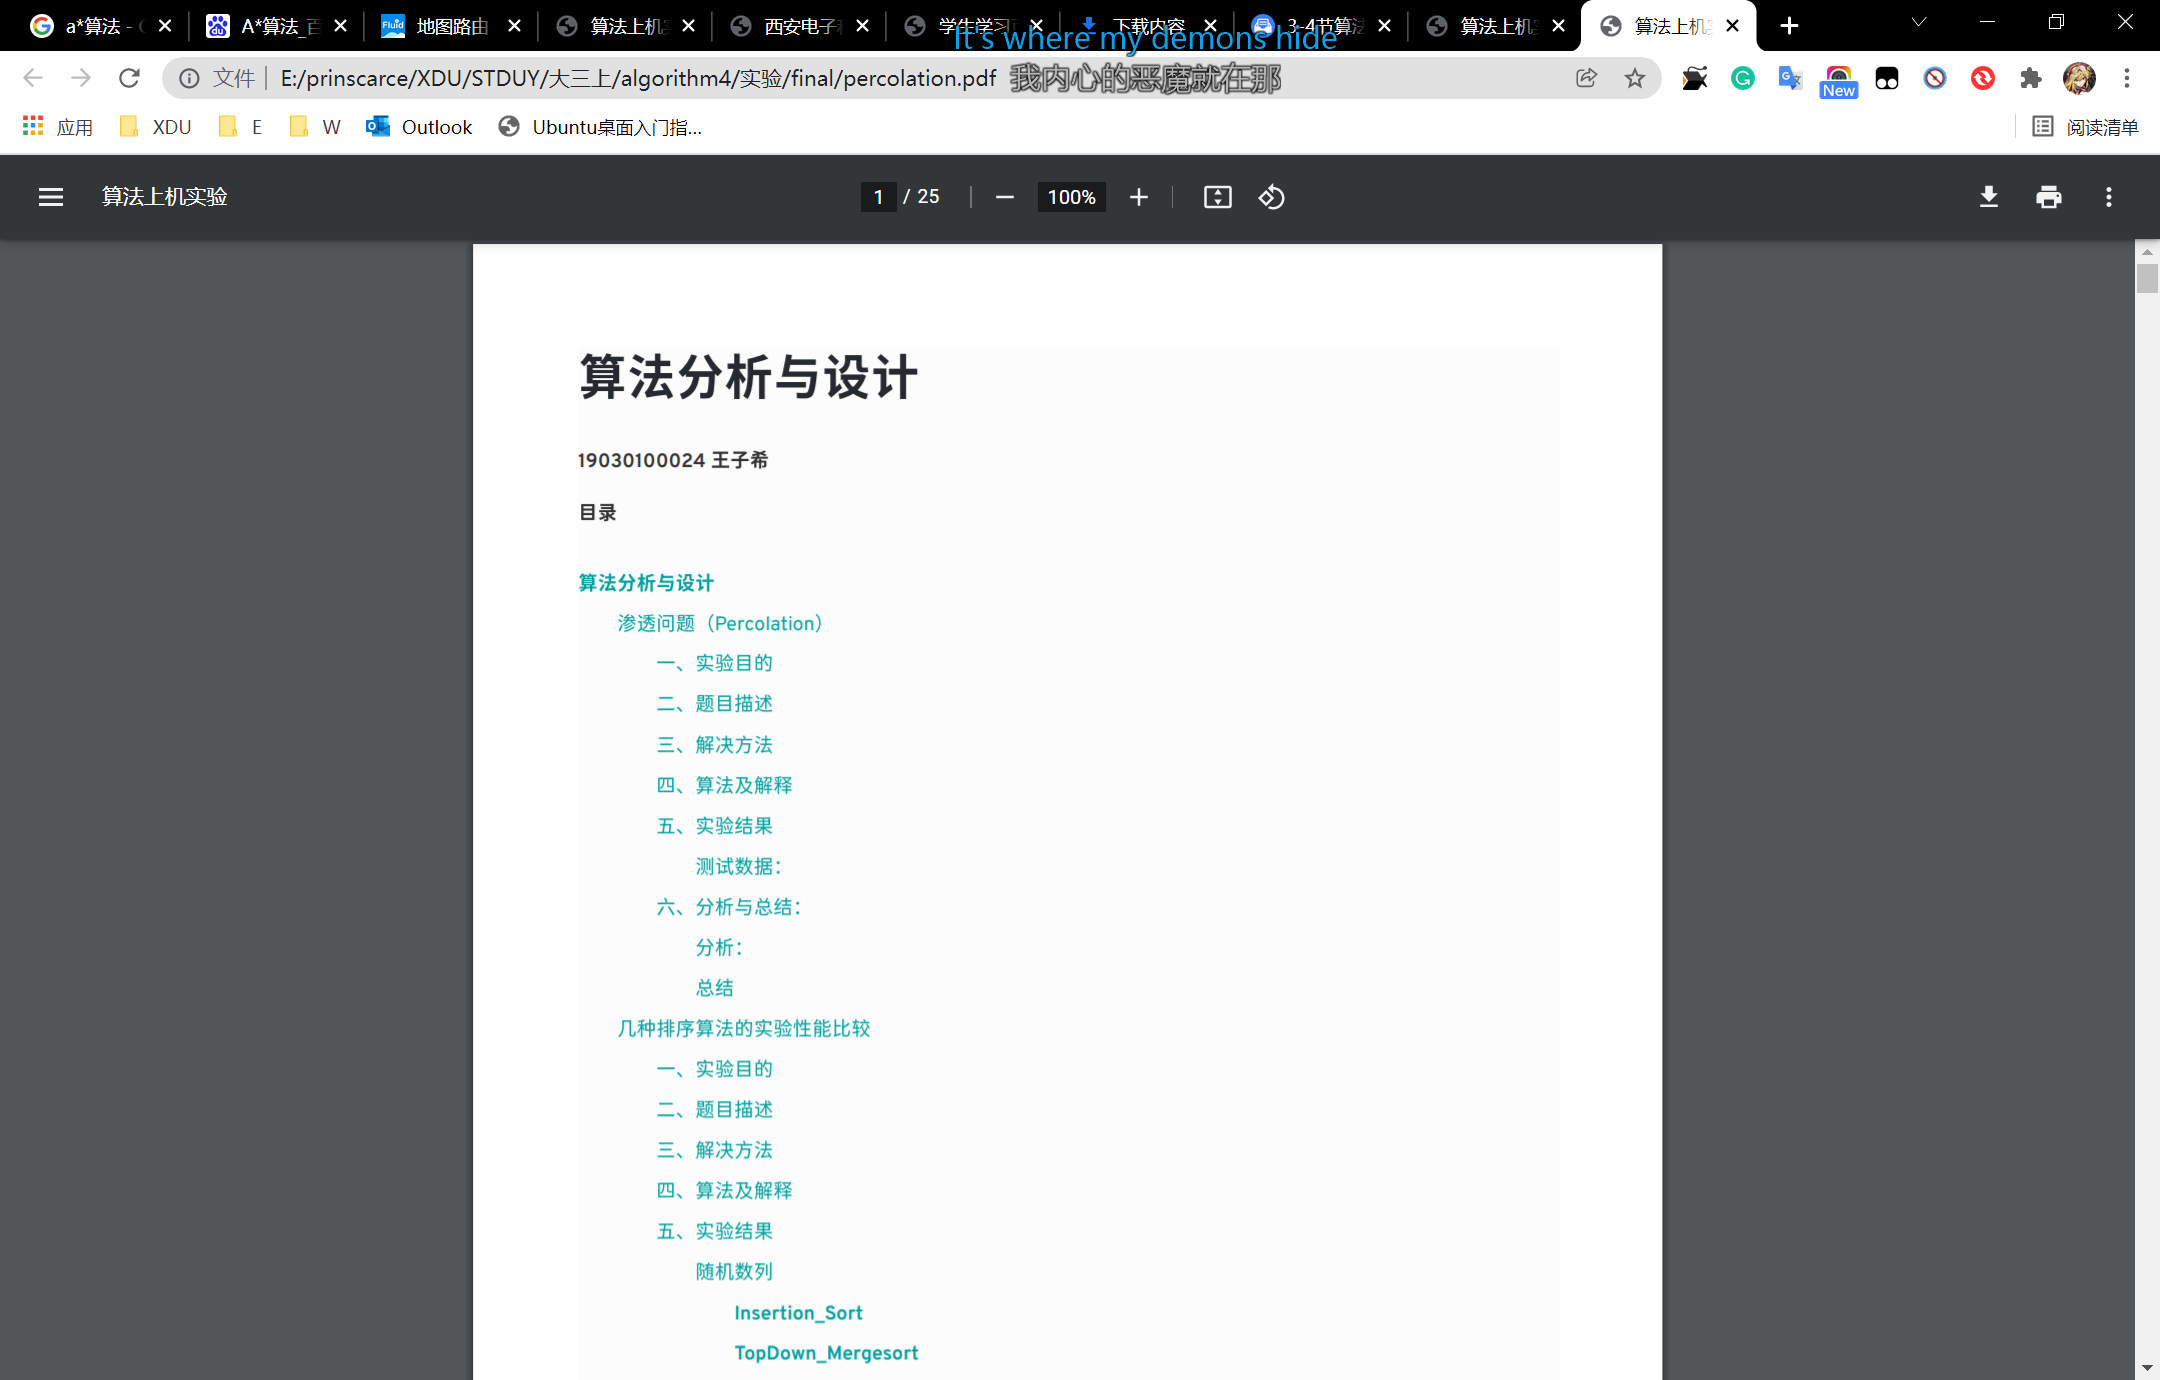 a*算法 -
A*算法_百
地图路由
算法上机实
西安电子科
学生学习
下载内容
3-4节算法
算法上机实
算法上机实
It's where my demons hide
文件
E:/prinscarce/XDU/STDUY/大三上/algorithm4/实验/final/percolation.pdf
我内心的恶魔就在那
New
应用
XDU
E
W
Outlook
Ubuntu桌面入门指...
阅读清单
算法上机实验
1 / 25
100%
算法分析与设计
19030100024 王子希
目录
算法分析与设计
渗透问题（Percolation）
一、实验目的
二、题目描述
三、解决方法
四、算法及解释
五、实验结果
测试数据：
六、分析与总结：
分析：
总结
几种排序算法的实验性能比较
一、实验目的
二、题目描述
三、解决方法
四、算法及解释
五、实验结果
随机数列
Insertion_Sort
TopDown_Mergesort